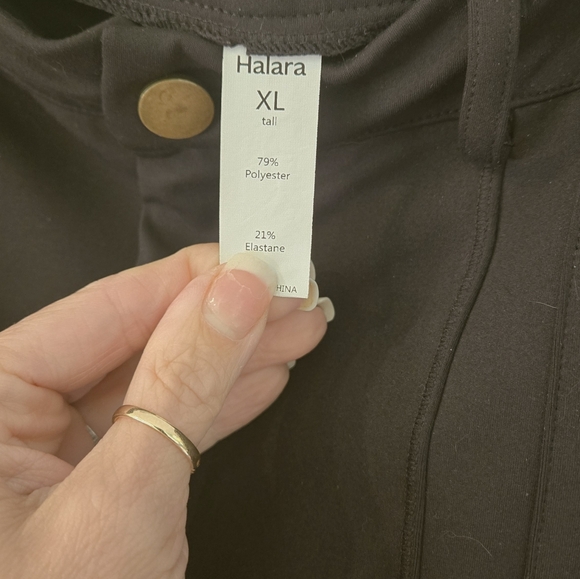 Halara
XL
tall
79%
Polyester
21%
Elastane